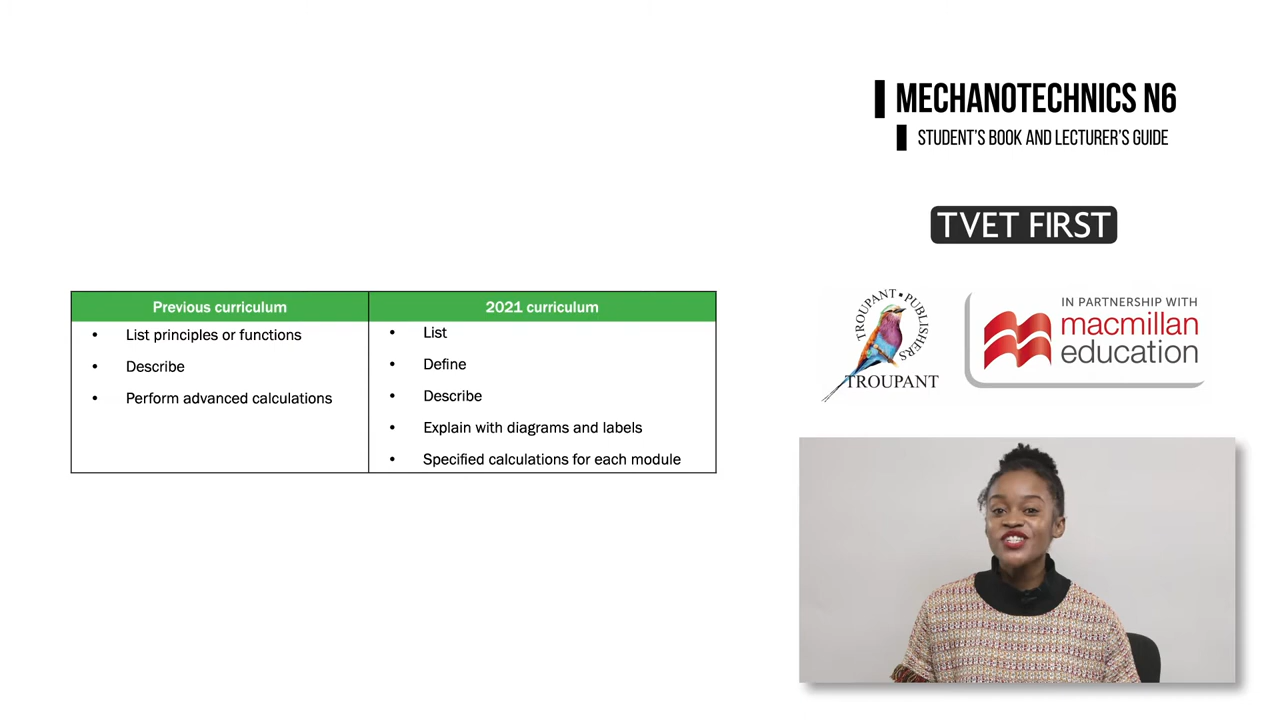 MECHANOTECHNICS N6
STUDENT'S BOOK AND LECTURER'S GUIDE
TVET FIRST
TROUPANT • PUBLISHERS
TROUPANT
IN PARTNERSHIP WITH
macmillan
education
Previous curriculum
• List principles or functions
• Describe
• Perform advanced calculations
2021 curriculum
• List
• Define
• Describe
• Explain with diagrams and labels
• Specified calculations for each module